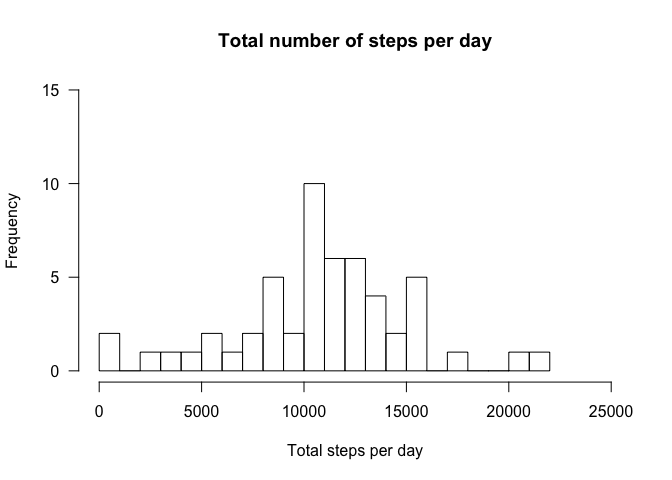 Total number of steps per day
15
10
5
0
Frequency
0 5000 10000 15000 20000 25000
Total steps per day